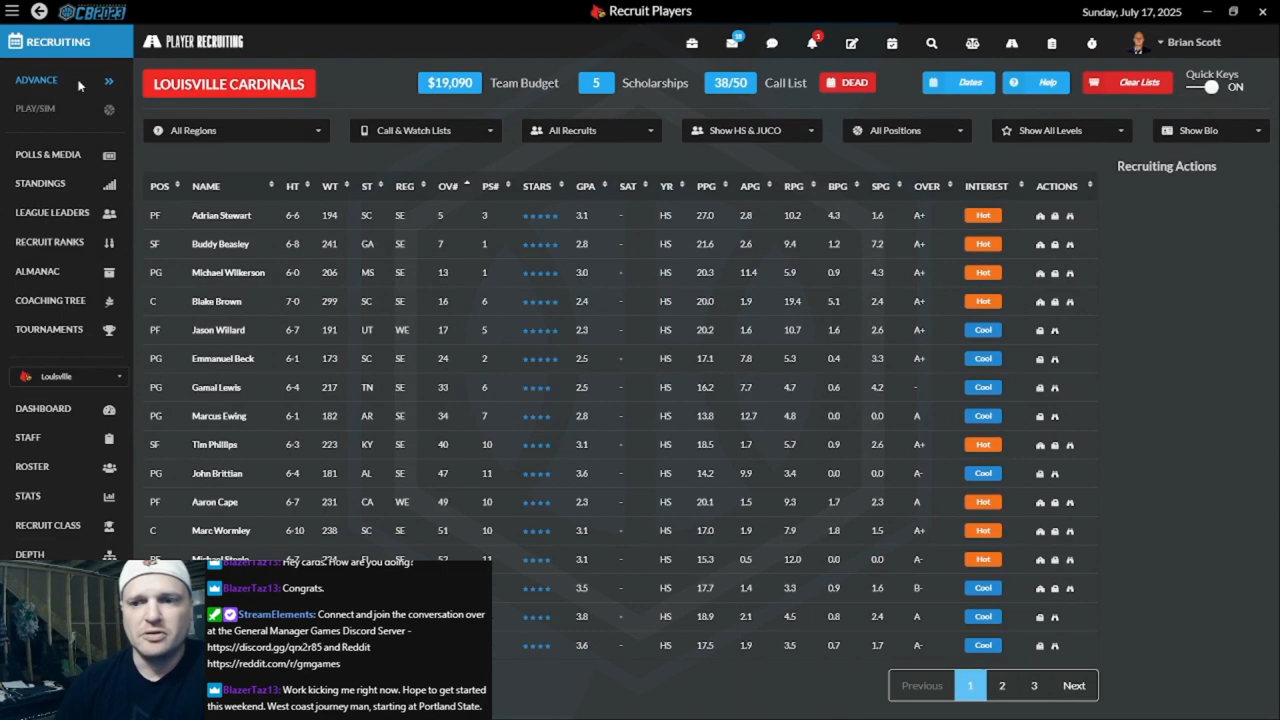 CB2023
Recruit Players
Sunday, July 17, 2025
RECRUITING
PLAYER RECRUITING
18
1
Brian Scott
ADVANCE
PLAY/SIM
POLLS & MEDIA
STANDINGS
LEAGUE LEADERS
RECRUIT RANKS
ALMANAC
COACHING TREE
TOURNAMENTS
Louisville
DASHBOARD
STAFF
ROSTER
STATS
RECRUIT CLASS
DEPTH
LOUISVILLE CARDINALS
$19,090 Team Budget 5 Scholarships 38/50 Call List DEAD Dates Help Clear Lists Quick Keys ON
All Regions Call & Watch Lists All Recruits Show HS & JUCO All Positions Show All Levels Show Bio
Recruiting Actions
POS NAME HT WT ST REG OV# PS# STARS GPA SAT YR PPG APG RPG BPG SPG OVER INTEREST ACTIONS
PF Adrian Stewart 6-6 194 SC SE 5 3 ★★★★★ 3.1 - HS 27.0 2.8 10.2 4.3 1.6 A+ Hot
SF Buddy Beasley 6-8 241 GA SE 7 1 ★★★★★ 2.8 - HS 21.6 2.6 9.4 1.2 7.2 A+ Hot
PG Michael Wilkerson 6-0 206 MS SE 13 1 ★★★★★ 3.0 - HS 20.3 11.4 5.9 0.9 4.3 A+ Hot
C Blake Brown 7-0 299 SC SE 16 6 ★★★★★ 2.4 - HS 20.0 1.9 19.4 5.1 2.4 A+ Hot
PF Jason Willard 6-7 191 UT WE 17 5 ★★★★★ 2.3 - HS 20.2 1.6 10.7 1.6 2.6 A+ Cool
PG Emmanuel Beck 6-1 173 SC SE 24 2 ★★★★★ 2.5 - HS 17.1 7.8 5.3 0.4 3.3 A+ Cool
PG Gamal Lewis 6-4 217 TN SE 33 6 ★★★★ 2.5 - HS 16.2 7.7 4.7 0.6 4.2 - Cool
PG Marcus Ewing 6-1 182 AR SE 34 7 ★★★★ 2.8 - HS 13.8 12.7 4.8 0.0 0.0 A Cool
SF Tim Phillips 6-3 223 KY SE 40 10 ★★★★ 3.1 - HS 18.5 1.7 5.7 0.9 2.6 A+ Hot
PG John Brittian 6-4 181 AL SE 47 11 ★★★★ 3.6 - HS 14.2 9.9 3.4 0.0 0.0 A- Cool
PF Aaron Cape 6-7 231 CA WE 49 10 ★★★★ 2.3 - HS 20.1 1.5 9.3 1.7 2.3 A Hot
C Marc Wormley 6-10 238 SC SE 51 10 ★★★★ 3.1 - HS 17.0 1.9 7.9 1.8 1.5 A+ Hot
3.1 - HS 15.3 0.5 12.0 0.0 0.0 A- Hot
3.5 - HS 17.7 1.4 3.3 0.9 1.6 B- Cool
3.8 - HS 18.9 2.1 4.5 0.8 2.4 A Cool
3.6 - HS 17.5 1.9 3.5 0.7 1.7 A- Cool
Previous 1 2 3 Next
BlazerTaz13: Hey cards. How are you doing?
BlazerTaz13: Congrats.
StreamElements: Connect and join the conversation over
at the General Manager Games Discord Server -
https://discord.gg/qrx2r85 and Reddit
https://reddit.com/r/gmgames
BlazerTaz13: Work kicking me right now. Hope to get started
this weekend. West coast journey man, starting at Portland State.